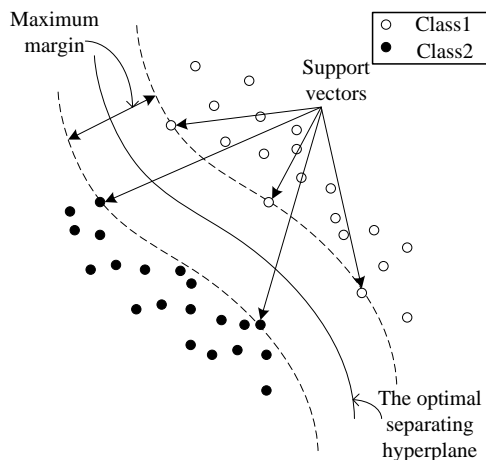 Maximum
margin
Class1
Class2
Support
vectors
The optimal
separating
hyperplane